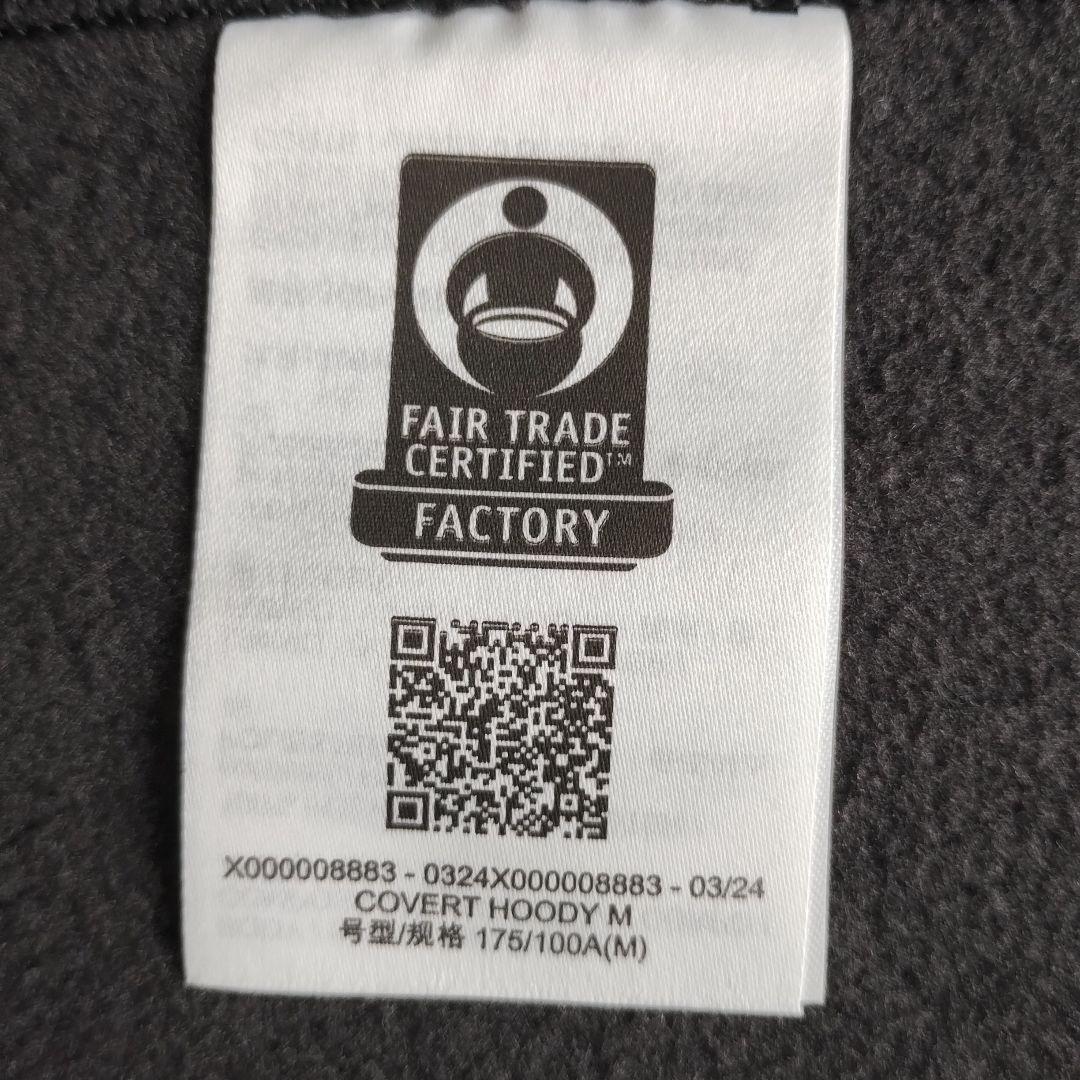 FAIR TRADE
CERTIFIED™
FACTORY
X000008883 - 0324X000008883 - 03/24
COVERT HOODY M
号型/规格 175/100A(M)